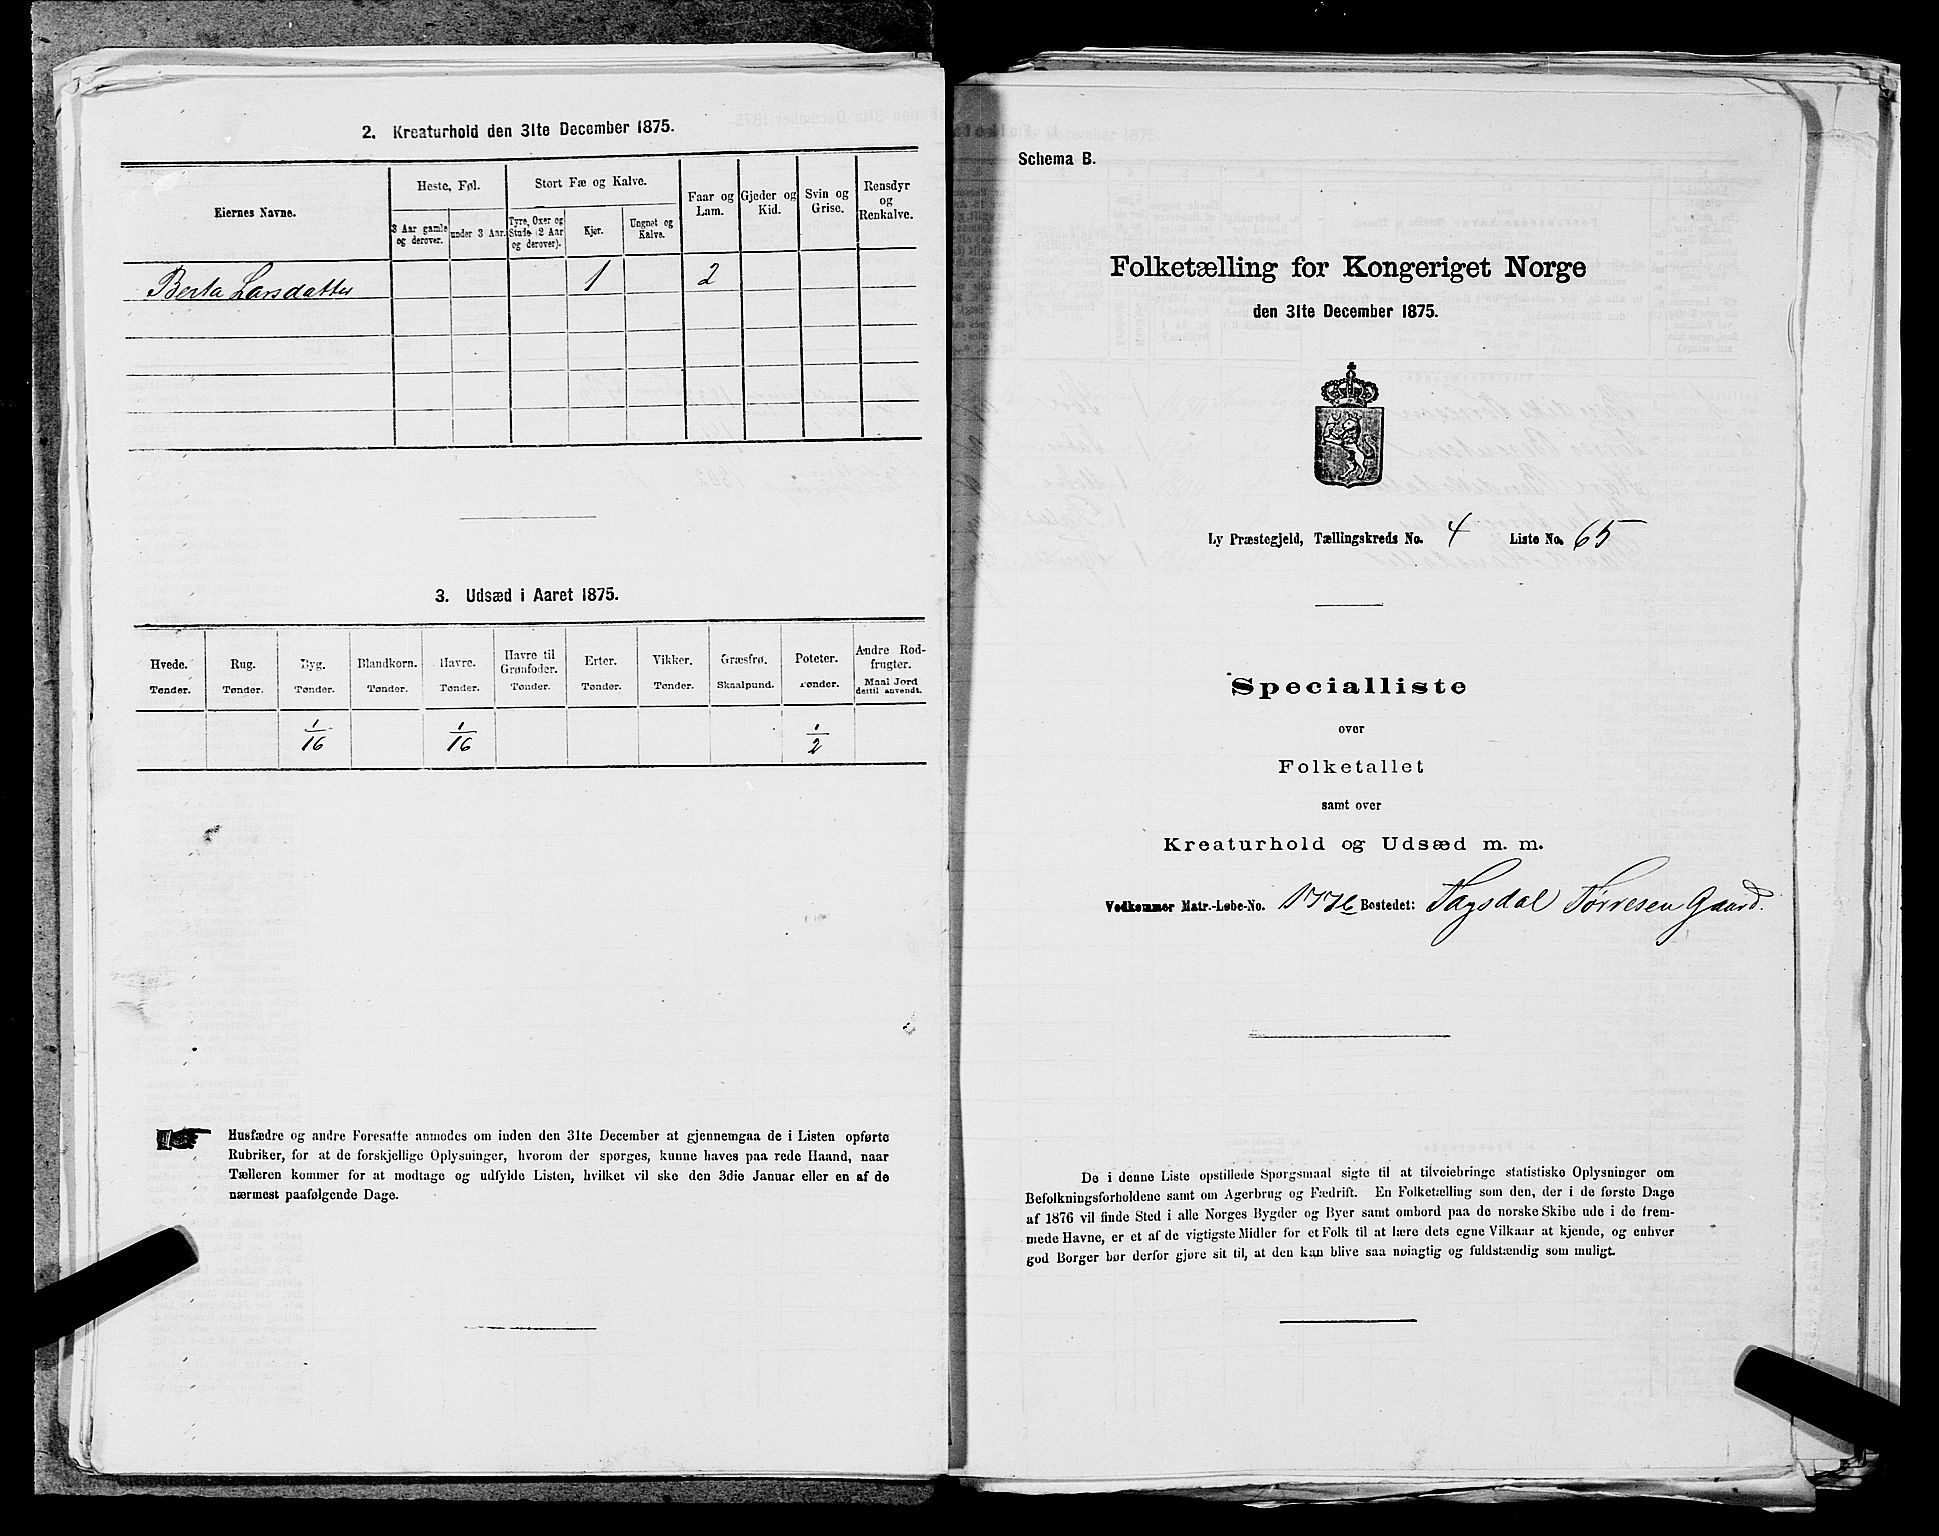 2. Kreaturhold den 31te December 1875.
Eiernes Navne.
Heste, Føl.
3 Aar gamle og derover.
under 3 Aar.
Stort Fæ og Kalve.
Tyre, Oxer og Stude (2 Aar og derover).
Kjør.
Ungnøt og Kalve.
Faar og Lam.
Gjeder og Kid.
Svin og Grise.
Rensdyr og Renkalve.
Berta Larsdatter 1 2
3. Udsæd i Aaret 1875.
Hvede. Rug. Byg. Blandkorn. Havre. Havre til Grønfoder. Erter. Vikker. Græsfrø. Poteter. Andre Rodfrugter.
Tønder. Tønder. Tønder. Tønder. Tønder. Tønder. Tønder. Tønder. Skaalpund. Tønder. Maal Jord dertil anvendt.
1/16 1/16 1/2
Husfædre og andre Foresatte anmodes om inden den 31te December at gjennemgaa de i Listen opførte
Rubriker, for at de forskjellige Oplysninger, hvorom der spørges, kunne haves paa rede Haand, naar
Tælleren kommer for at modtage og udfylde Listen, hvilket vil ske den 3die Januar eller en af de
nærmest paafølgende Dage.
Schema B.
Folketælling for Kongeriget Norge
den 31te December 1875.
Ly Præstegjeld, Tællingskreds No. 4 Liste No. 65
Specialliste
over
Folketallet
samt over
Kreaturhold og Udsæd m. m.
Vedkommer Matr.-Løbe-No. Bostedet: Tagsdal Tørresen Gaard.
De i denne Liste opstillede Spørgsmaal sigte til at tilveiebringe statistiske Oplysninger om
Befolkningsforholdene samt om Agerbrug og Fædrift. En Folketælling som den, der i de første Dage
af 1876 vil finde Sted i alle Norges Bygder og Byer samt ombord paa de norske Skibe ude i de frem-
mede Havne, er et af de vigtigste Midler for et Folk til at lære dets egne Vilkaar at kjende, og enhver
god Borger bør derfor gjøre sit til, at den kan blive saa nøiagtig og fuldstændig som muligt.